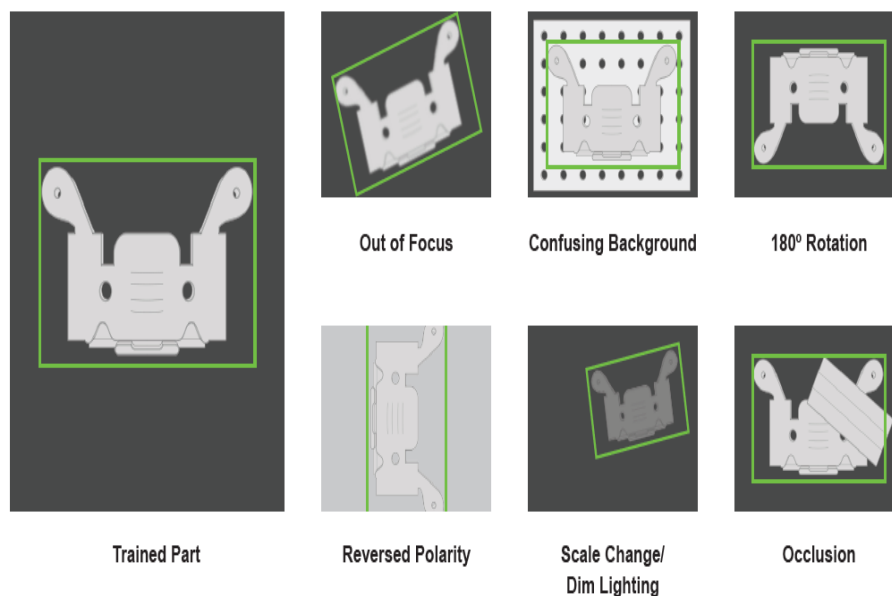 Out of Focus
Confusing Background
180º Rotation
Trained Part
Reversed Polarity
Scale Change/
Dim Lighting
Occlusion